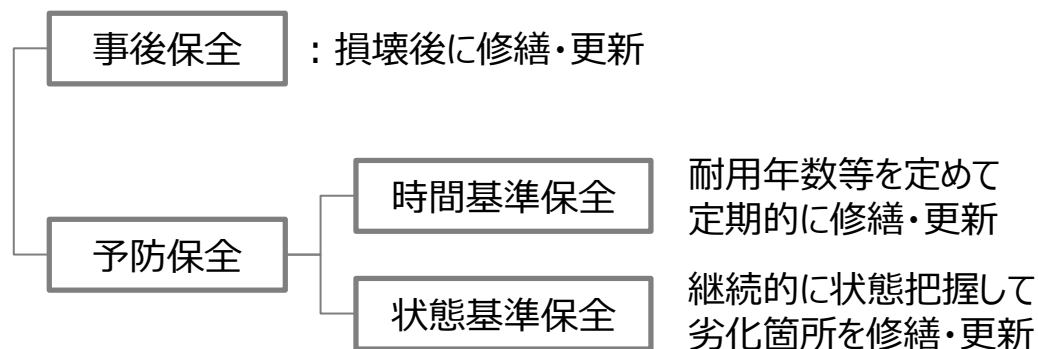 事後保全 :損壊後に修繕・更新
時間基準保全
耐用年数等を定めて
定期的に修繕・更新
予防保全
状態基準保全
継続的に状態把握して
劣化箇所を修繕・更新